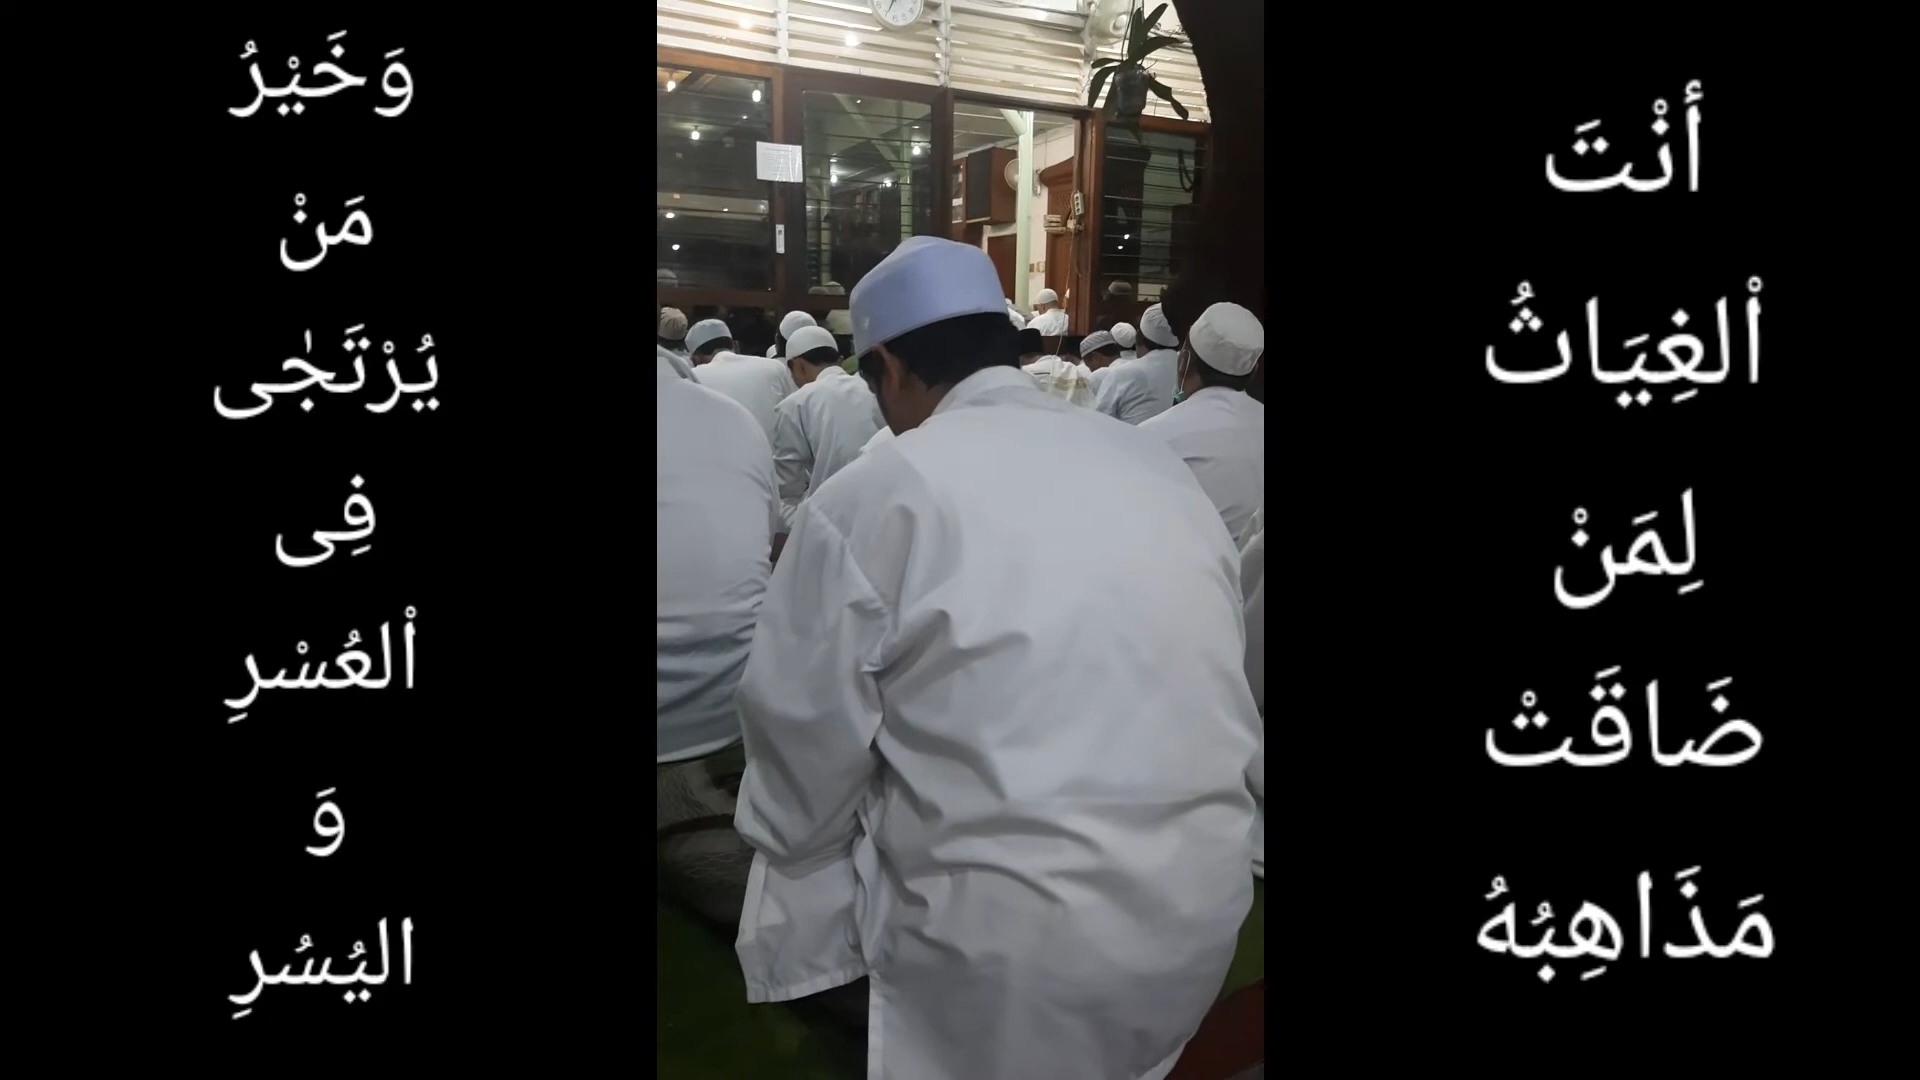 أنْتَ
اْلغِيَاثُ
لِمَنْ
ضَاقَتْ
مَذَاهِبُهُ
وَخَيْرُ
مَنْ
يُرْتَجٰى
فِى
اْلعُسْرِ
وَ
اليُسُرِ